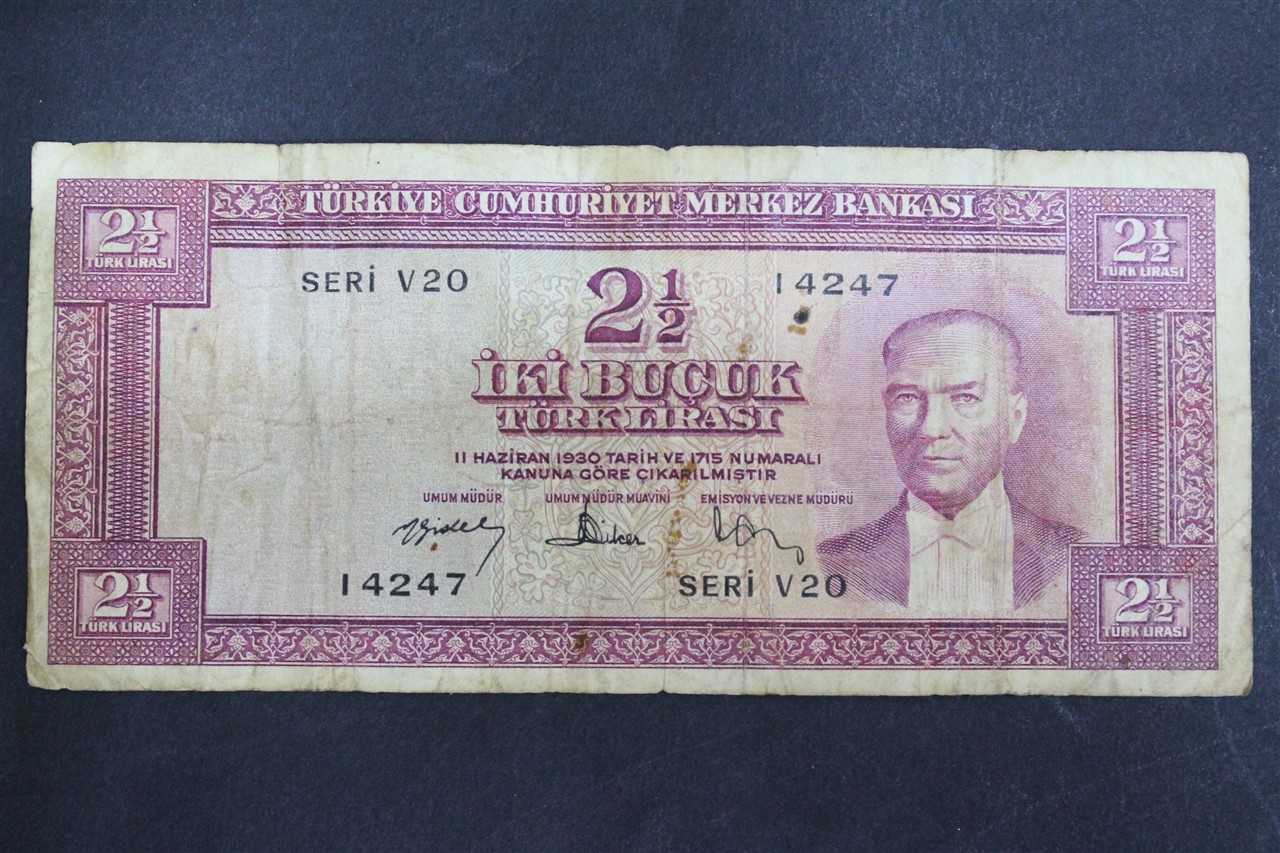 TÜRKİYE CUMHURİYET MERKEZ BANKASI
2½ TÜRK LİRASI
2½ TÜRK LİRASI
SERİ V20
14247
2½
İKİ BUÇUK
TÜRK LİRASI
11 HAZİRAN 1930 TARİH VE 1715 NUMARALI
KANUNA GÖRE ÇIKARILMIŞTIR
UMUM MÜDÜR UMUM MÜDÜR MUAVİNİ EMİSYON VE VEZNE MÜDÜRÜ
14247
SERİ V20
2½ TÜRK LİRASI
2½ TÜRK LİRASI